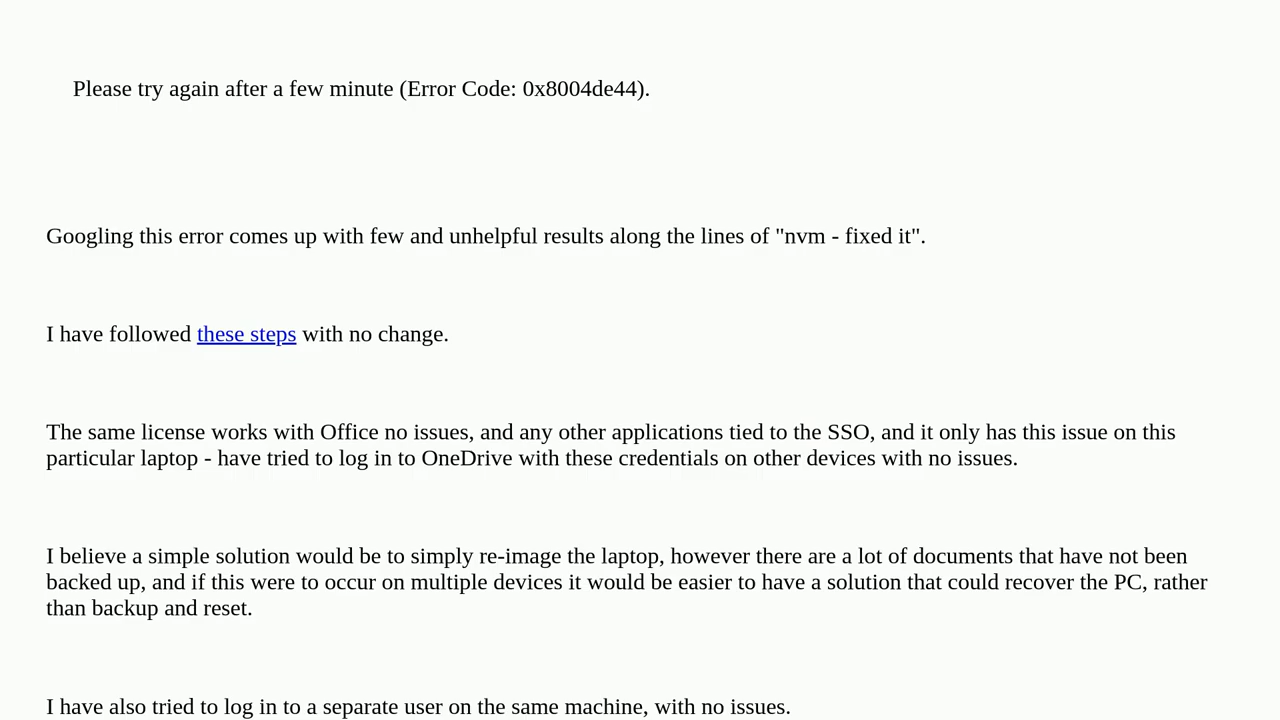 Please try again after a few minute (Error Code: 0x8004de44).
Googling this error comes up with few and unhelpful results along the lines of "nvm - fixed it".
I have followed these steps with no change.
The same license works with Office no issues, and any other applications tied to the SSO, and it only has this issue on this
particular laptop - have tried to log in to OneDrive with these credentials on other devices with no issues.
I believe a simple solution would be to simply re-image the laptop, however there are a lot of documents that have not been
backed up, and if this were to occur on multiple devices it would be easier to have a solution that could recover the PC, rather
than backup and reset.
I have also tried to log in to a separate user on the same machine, with no issues.